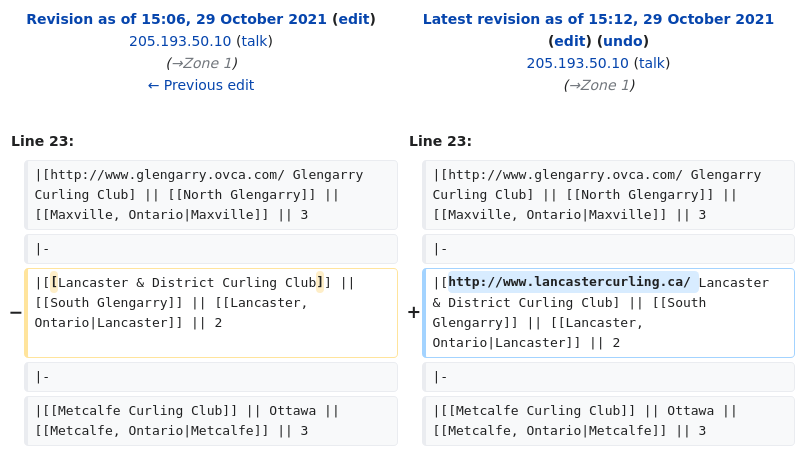 Revision as of 15:06, 29 October 2021 (edit)
205.193.50.10 (talk)
(→Zone 1)
← Previous edit
Latest revision as of 15:12, 29 October 2021
(edit) (undo)
205.193.50.10 (talk)
(→Zone 1)
Line 23:
Line 23:
|[http://www.glengarry.ovca.com/ Glengarry
Curling Club] || [[North Glengarry]] ||
[[Maxville, Ontario|Maxville]] || 3
|[http://www.glengarry.ovca.com/ Glengarry
Curling Club] || [[North Glengarry]] ||
[[Maxville, Ontario|Maxville]] || 3
|-
|-
−
|[[Lancaster & District Curling Club]] ||
[[South Glengarry]] || [[Lancaster,
Ontario|Lancaster]] || 2
+
|[http://www.lancastercurling.ca/ Lancaster
& District Curling Club] || [[South
Glengarry]] || [[Lancaster,
Ontario|Lancaster]] || 2
|-
|-
|[[Metcalfe Curling Club]] || Ottawa ||
[[Metcalfe, Ontario|Metcalfe]] || 3
|[[Metcalfe Curling Club]] || Ottawa ||
[[Metcalfe, Ontario|Metcalfe]] || 3